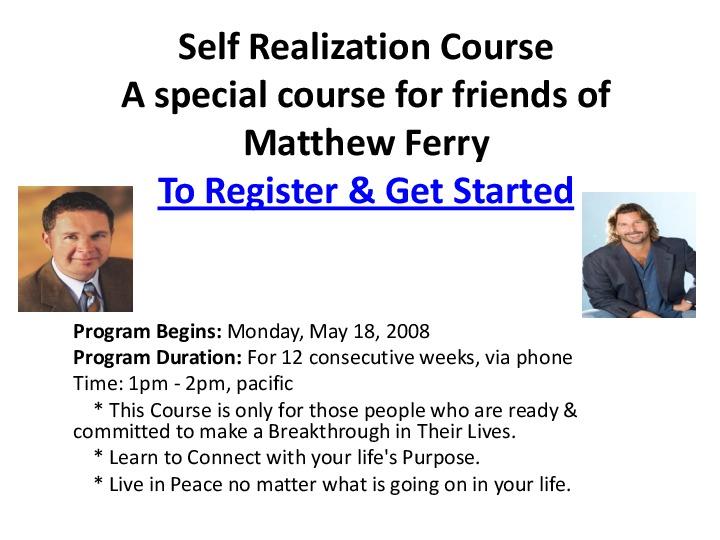 Self Realization Course
A special course for friends of
Matthew Ferry
To Register & Get Started
Program Begins: Monday, May 18, 2008
Program Duration: For 12 consecutive weeks, via phone
Time: 1pm - 2pm, pacific
* This Course is only for those people who are ready &
committed to make a Breakthrough in Their Lives.
* Learn to Connect with your life's Purpose.
* Live in Peace no matter what is going on in your life.